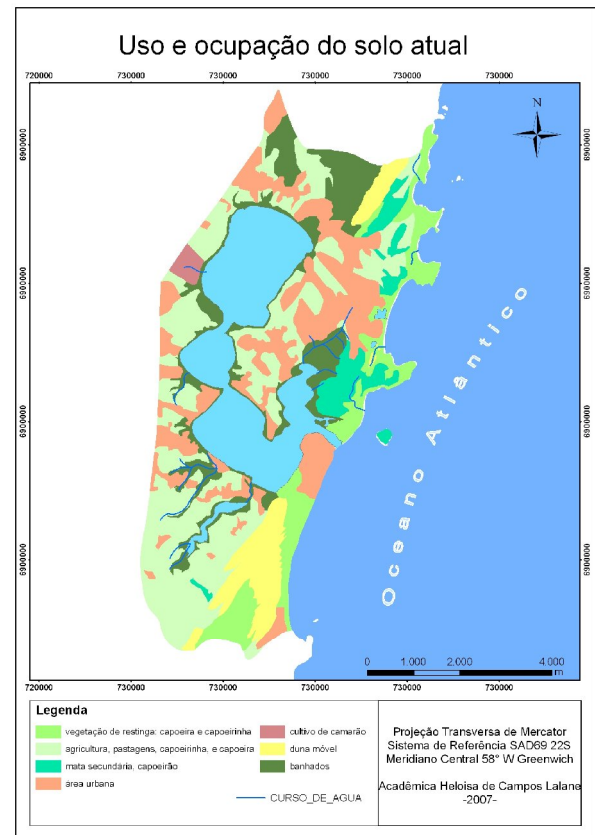 Uso e ocupação do solo atual
720000 730000 730000 730000 730000 730000
N
6900000 6900000
6900000 6900000
6900000 6900000
6900000 6900000
Oceano Atlântico
0 1.000 2.000 4.000
m
720000 730000 730000 730000 730000 730000
Legenda
vegetação de restinga: capoeira e capoeirinha
agricultura, pastagens, capoeirinha, e capoeira
mata secundária, capoeirão
área urbana
cultivo de camarão
duna móvel
banhados
CURSO_DE_AGUA
Projeção Transversa de Mercator
Sistema de Referência SAD69 22S
Meridiano Central 58° W Greenwich
Acadêmica Heloisa de Campos Lalane
-2007-